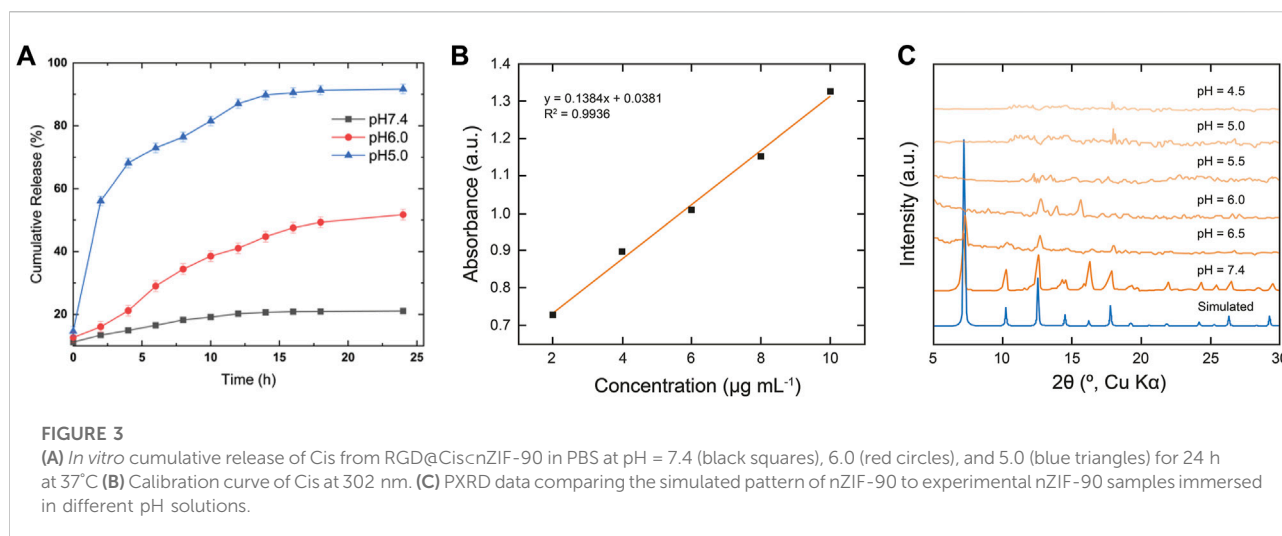 A
Cumulative Release (%)
100
80
60
40
20
0
5
10
15
20
25
Time (h)
pH7.4
pH6.0
pH5.0
B
y = 0.1384x + 0.0381
R² = 0.9936
Absorbance (a.u.)
1.4
1.3
1.2
1.1
1.0
0.9
0.8
0.7
2
4
6
8
10
Concentration (µg mL⁻¹)
C
Intensity (a.u.)
pH = 4.5
pH = 5.0
pH = 5.5
pH = 6.0
pH = 6.5
pH = 7.4
Simulated
5
10
15
20
25
30
2θ (º, Cu Kα)
FIGURE 3
(A) In vitro cumulative release of Cis from RGD@Cis⊂nZIF-90 in PBS at pH = 7.4 (black squares), 6.0 (red circles), and 5.0 (blue triangles) for 24 h
at 37°C (B) Calibration curve of Cis at 302 nm. (C) PXRD data comparing the simulated pattern of nZIF-90 to experimental nZIF-90 samples immersed
in different pH solutions.